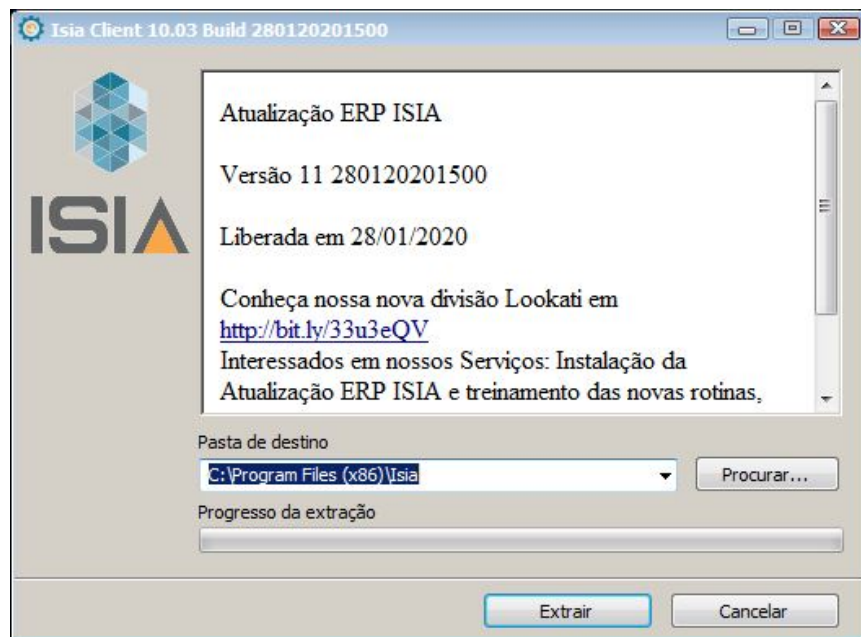 Isia Client 10.03 Build 280120201500
ISIA
Atualização ERP ISIA
Versão 11 280120201500
Liberada em 28/01/2020
Conheça nossa nova divisão Lookati em
http://bit.ly/33u3eQV
Interessados em nossos Serviços: Instalação da
Atualização ERP ISIA e treinamento das novas rotinas,
Pasta de destino
C:\Program Files (x86)\Isia
Procurar...
Progresso da extração
Extrair
Cancelar